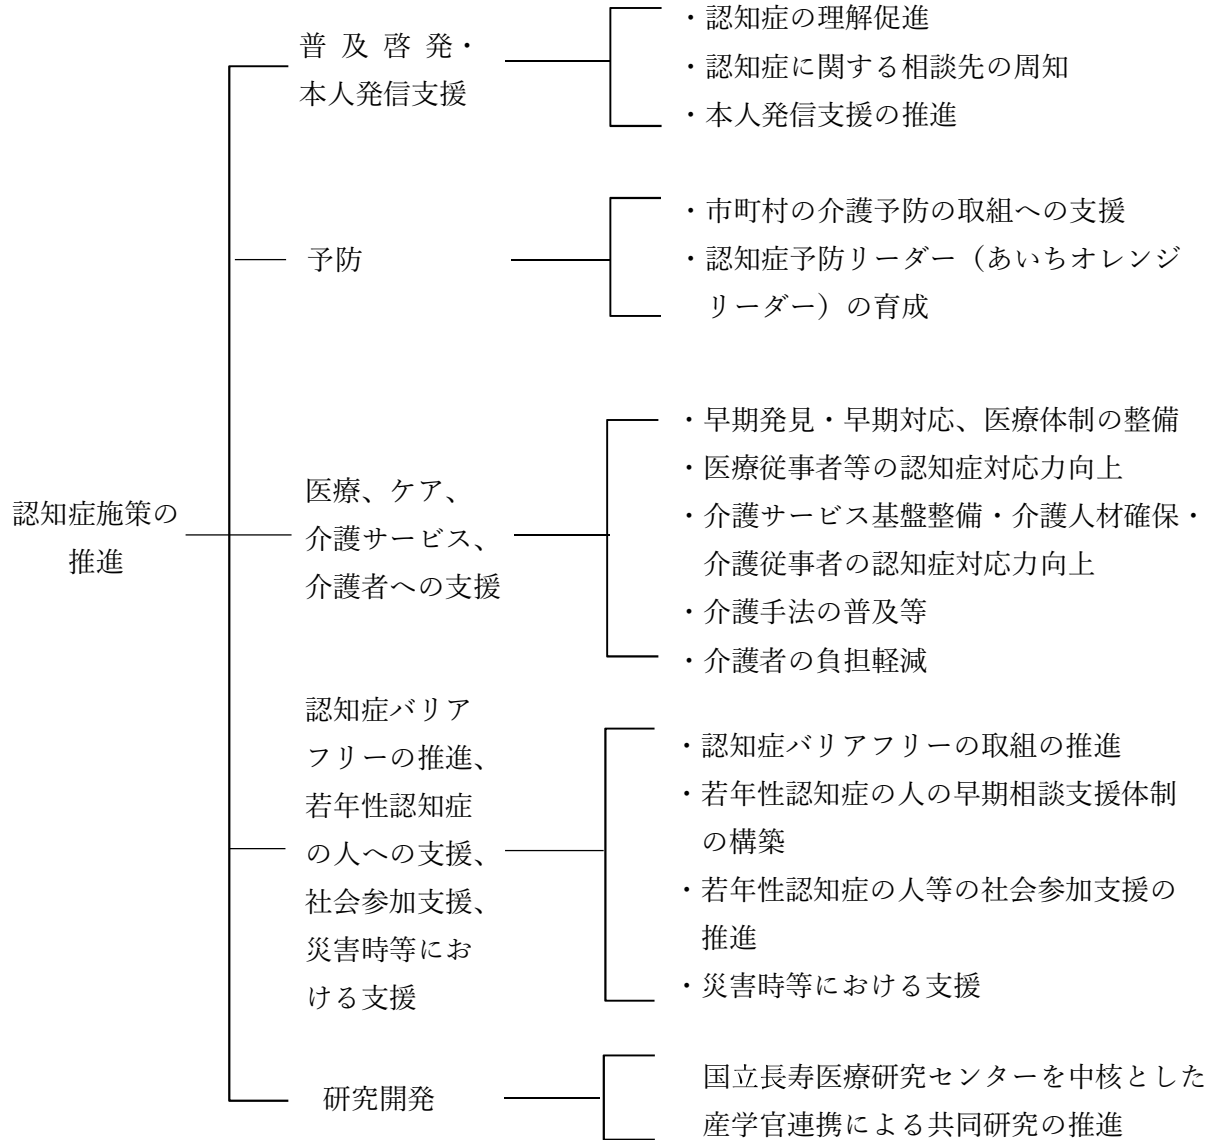 認知症施策の
推進
普及啓発・
本人発信支援
・認知症の理解促進
・認知症に関する相談先の周知
・本人発信支援の推進
予防
・市町村の介護予防の取組への支援
・認知症予防リーダー（あいちオレンジ
リーダー）の育成
医療、ケア、
介護サービス、
介護者への支援
・早期発見・早期対応、医療体制の整備
・医療従事者等の認知症対応力向上
・介護サービス基盤整備・介護人材確保・
介護従事者の認知症対応力向上
・介護手法の普及等
・介護者の負担軽減
認知症バリア
フリーの推進、
若年性認知症
の人への支援、
社会参加支援、
災害時等にお
ける支援
・認知症バリアフリーの取組の推進
・若年性認知症の人の早期相談支援体制
の構築
・若年性認知症の人等の社会参加支援の
推進
・災害時等における支援
研究開発
国立長寿医療研究センターを中核とした
産学官連携による共同研究の推進